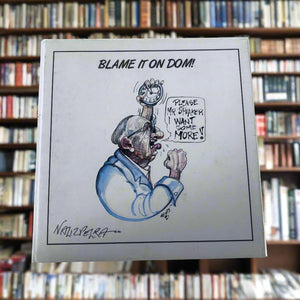 BLAME IT ON DOM!
PLEASE
MR SPEAKER
I WANT
SOME
MORE!!